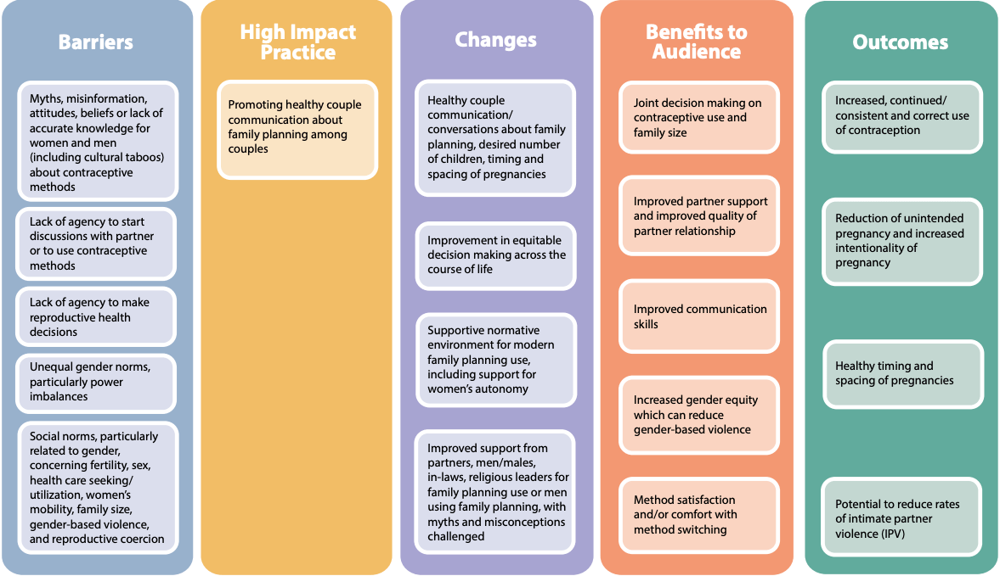 Barriers
Myths, misinformation,
attitudes, beliefs or lack of
accurate knowledge for
women and men
(including cultural taboos)
about contraceptive
methods
Lack of agency to start
discussions with partner
or to use contraceptive
methods
Lack of agency to make
reproductive health
decisions
Unequal gender norms,
particularly power
imbalances
Social norms, particularly
related to gender,
concerning fertility, sex,
health care seeking/
utilization, women’s
mobility, family size,
gender-based violence,
and reproductive coercion
High Impact
Practice
Promoting healthy couple
communication about
family planning among
couples
Changes
Healthy couple
communication/
conversations about family
planning, desired number
of children, timing and
spacing of pregnancies
Improvement in equitable
decision making across the
course of life
Supportive normative
environment for modern
family planning use,
including support for
women’s autonomy
Improved support from
partners, men/males,
in-laws, religious leaders for
family planning use or men
using family planning, with
myths and misconceptions
challenged
Benefits to
Audience
Joint decision making on
contraceptive use and
family size
Improved partner support
and improved quality of
partner relationship
Improved communication
skills
Increased gender equity
which can reduce
gender-based violence
Method satisfaction
and/or comfort with
method switching
Outcomes
Increased, continued/
consistent and correct use
of contraception
Reduction of unintended
pregnancy and increased
intentionality of
pregnancy
Healthy timing and
spacing of pregnancies
Potential to reduce rates
of intimate partner
violence (IPV)